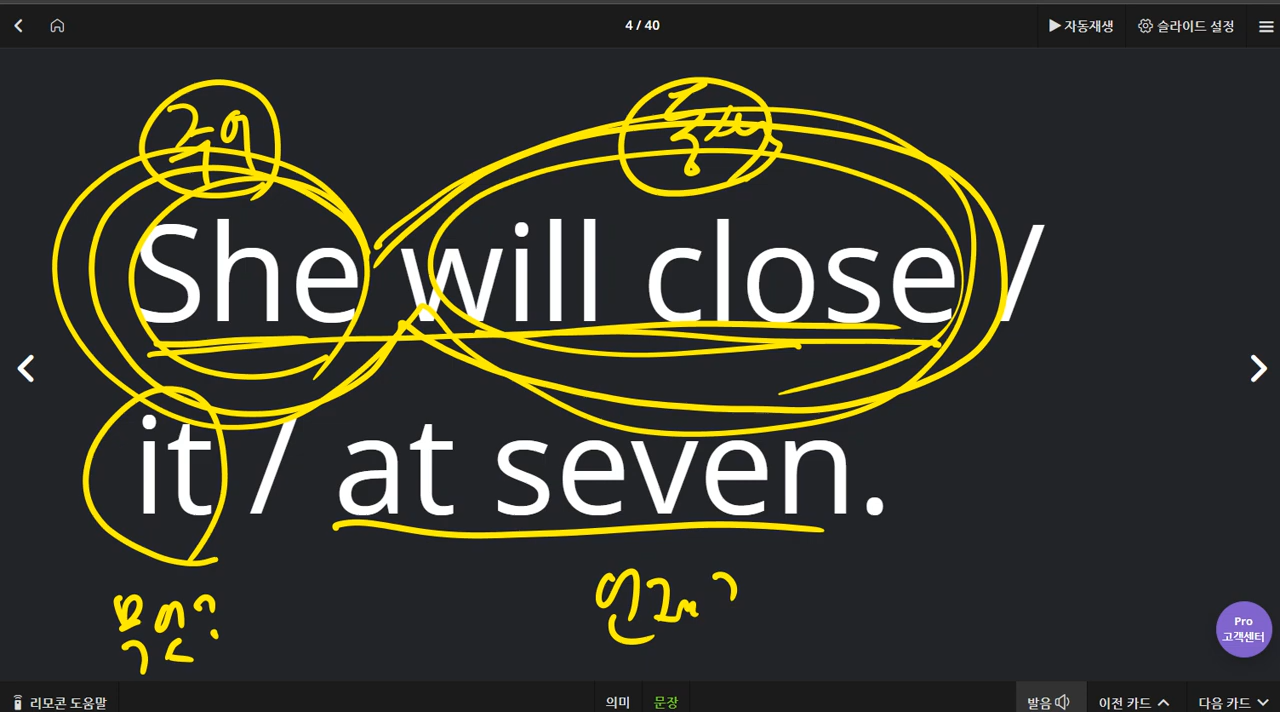 4 / 40
▶ 자동재생
슬라이드 설정
주어
동사
She will close /
it / at seven.
무엇?
언제?
Pro
고객센터
리모콘 도움말
의미
문장
발음
이전 카드
다음 카드